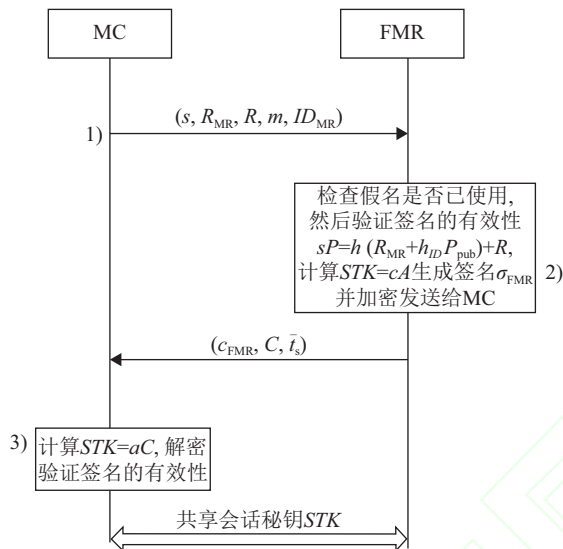 MC
FMR
(s, R_MR, R, m, ID_MR)
1)
检查假名是否已使用,
然后验证签名的有效性
sP=h (R_MR+h_ID P_pub)+R,
计算STK=cA生成签名σ_FMR
2)
并加密发送给MC
(c_FMR, C, t̄_s)
3)
计算STK=aC, 解密
验证签名的有效性
共享会话秘钥STK